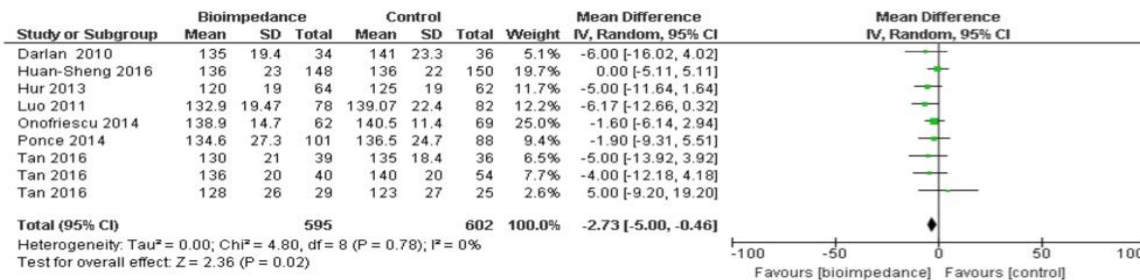 Bioimpedance Control Mean Difference Mean Difference
Study or Subgroup Mean SD Total Mean SD Total Weight IV, Random, 95% CI IV, Random, 95% CI
Darlan 2010 135 19.4 34 141 23.3 36 5.1% -6.00 [-16.02, 4.02]
Huan-Sheng 2016 136 23 148 136 22 150 19.7% 0.00 [-5.11, 5.11]
Hur 2013 120 19 64 125 19 62 11.7% -5.00 [-11.64, 1.64]
Luo 2011 132.9 19.47 78 139.07 22.4 82 12.2% -6.17 [-12.66, 0.32]
Onofriescu 2014 138.9 14.7 62 140.5 11.4 69 25.0% -1.60 [-6.14, 2.94]
Ponce 2014 134.6 27.3 101 136.5 24.7 88 9.4% -1.90 [-9.31, 5.51]
Tan 2016 130 21 39 135 18.4 36 6.5% -5.00 [-13.92, 3.92]
Tan 2016 136 20 40 140 20 54 7.7% -4.00 [-12.18, 4.18]
Tan 2016 128 26 29 123 27 25 2.6% 5.00 [-9.20, 19.20]
Total (95% CI) 595 602 100.0% -2.73 [-5.00, -0.46]
Heterogeneity: Tau² = 0.00; Chi² = 4.80, df = 8 (P = 0.78); I² = 0%
Test for overall effect: Z = 2.36 (P = 0.02)
-100 -50 0 50 100
Favours [bioimpedance] Favours [control]